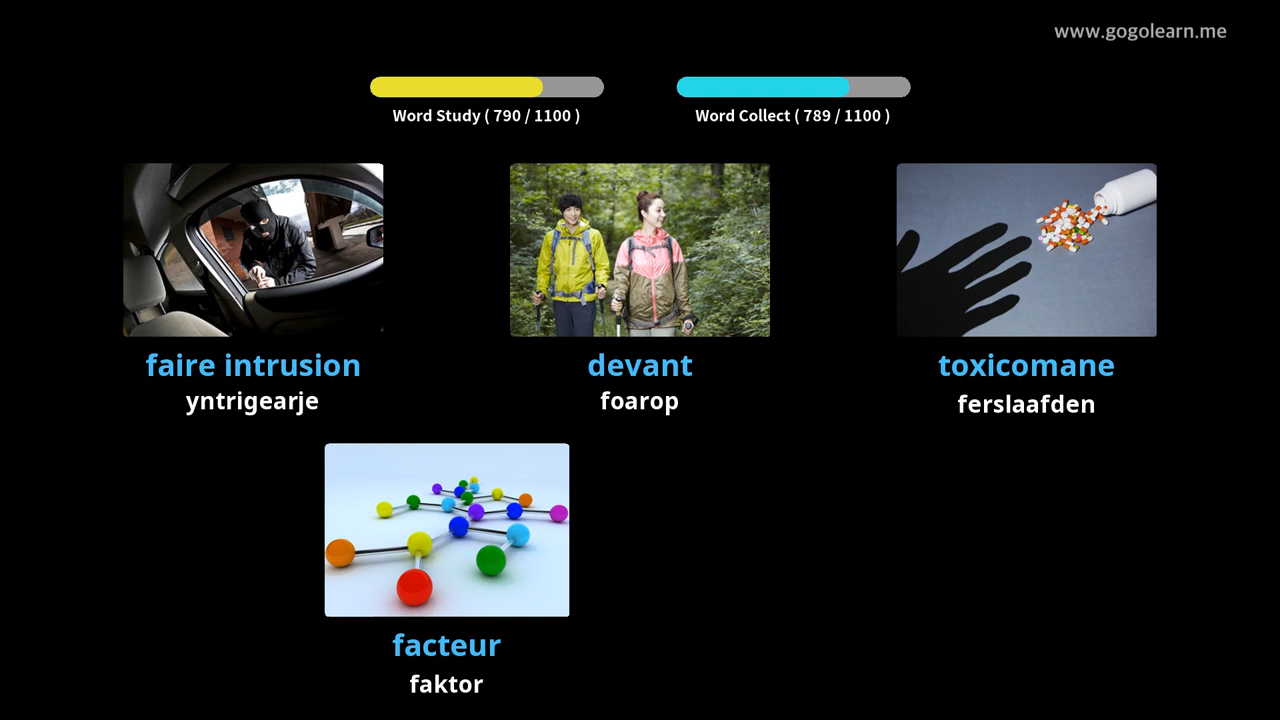 www.gogolearn.me
Word Study ( 790 / 1100 )
Word Collect ( 789 / 1100 )
faire intrusion
yntrigearje
devant
foarop
toxicomane
ferslaafden
facteur
faktor